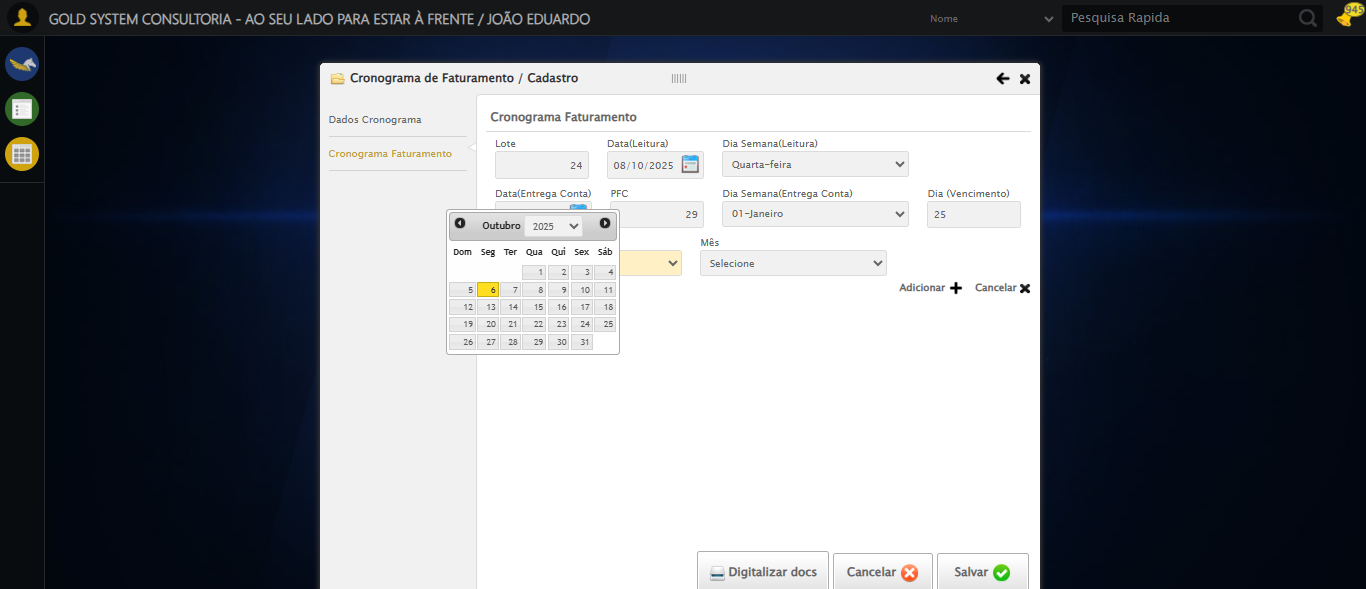 GOLD SYSTEM CONSULTORIA - AO SEU LADO PARA ESTAR À FRENTE / JOÃO EDUARDO
Nome
Pesquisa Rapida
945
Cronograma de Faturamento / Cadastro
Dados Cronograma
Cronograma Faturamento
Cronograma Faturamento
Lote
Data(Leitura)
Dia Semana(Leitura)
24
08/10/2025
Quarta-feira
Data(Entrega Conta)
PFC
Dia Semana(Entrega Conta)
Dia (Vencimento)
29
01-Janeiro
25
Outubro 2025
Dom Seg Ter Qua Qui Sex Sáb
1 2 3 4
5 6 7 8 9 10 11
12 13 14 15 16 17 18
19 20 21 22 23 24 25
26 27 28 29 30 31
Mês
Selecione
Adicionar
Cancelar
Digitalizar docs
Cancelar
Salvar